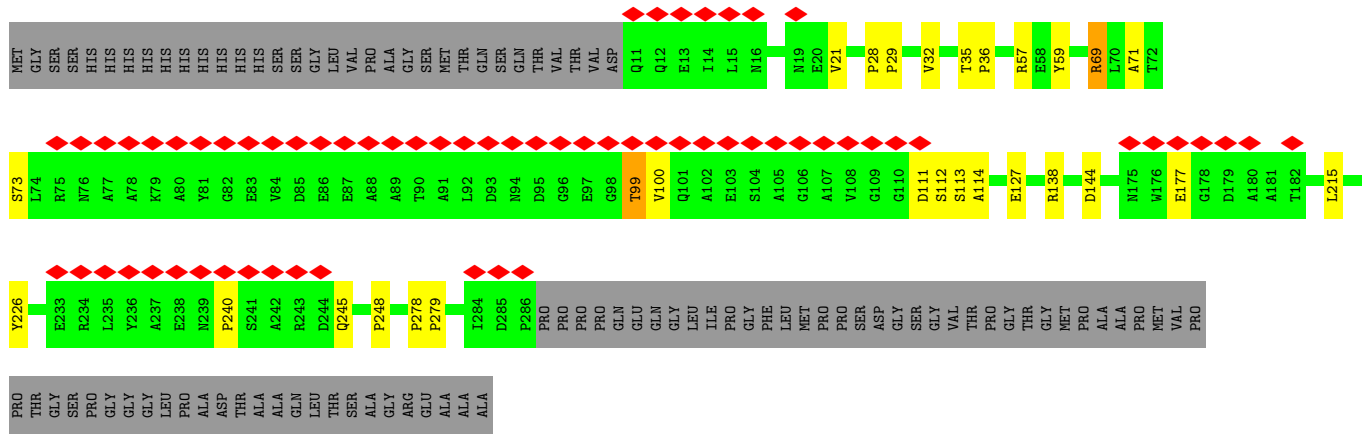 MET GLY SER SER HIS HIS HIS HIS HIS HIS HIS HIS HIS HIS SER SER GLY LEU VAL PRO ALA GLY SER MET THR GLN SER GLN THR VAL THR VAL ASP Q11 Q12 E13 I14 L15 N16 N19 E20 V21 P28 P29 V32 T35 P36 R57 E58 Y59 R69 L70 A71 T72
S73 L74 R75 N76 A77 A78 K79 A80 Y81 G82 E83 V84 D85 E86 E87 A88 A89 T90 A91 L92 D93 N94 D95 G96 E97 G98 T99 V100 Q101 A102 E103 S104 A105 G106 A107 V108 G109 G110 D111 S112 S113 A114 E127 R138 D144 N175 W176 E177 G178 D179 A180 A181 T182 L215
Y226 E233 R234 L235 Y236 A237 E238 N239 P240 S241 A242 R243 D244 Q245 P248 P278 P279 I284 D285 P286 PRO PRO PRO PRO GLN GLU GLN GLY LEU ILE PRO GLY PHE LEU MET PRO PRO SER ASP GLY SER GLY VAL THR PRO GLY THR GLY MET PRO ALA ALA PRO MET VAL PRO
PRO THR GLY SER PRO GLY GLY GLY LEU PRO ALA ASP THR ALA ALA GLN LEU THR SER ALA GLY ARG GLU ALA ALA ALA